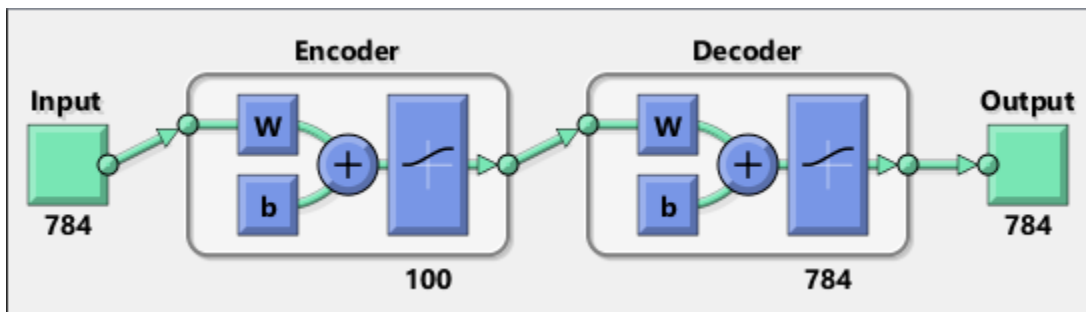 Encoder
Decoder
Input
Output
W
W
+
+
b
b
784
784
100
784